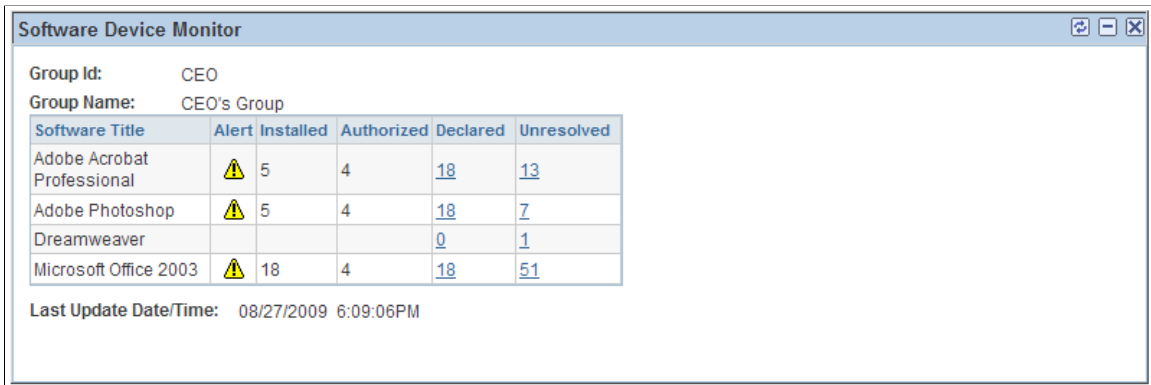 Software Device Monitor
Group Id: CEO
Group Name: CEO's Group
Software Title Alert Installed Authorized Declared Unresolved
Adobe Acrobat
Professional 5 4 18 13
Adobe Photoshop 5 4 18 7
Dreamweaver 0 1
Microsoft Office 2003 18 4 18 51
Last Update Date/Time: 08/27/2009 6:09:06PM